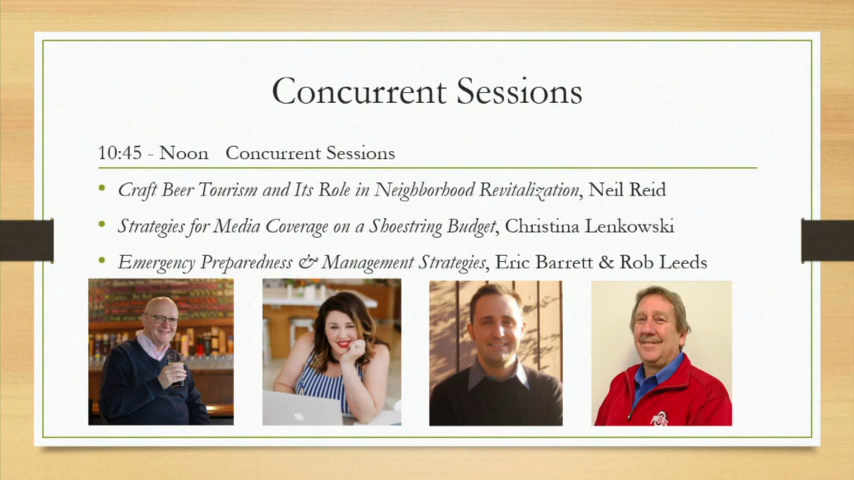 Concurrent Sessions
10:45 - Noon Concurrent Sessions
• Craft Beer Tourism and Its Role in Neighborhood Revitalization, Neil Reid
• Strategies for Media Coverage on a Shoestring Budget, Christina Lenkowski
• Emergency Preparedness & Management Strategies, Eric Barrett & Rob Leeds